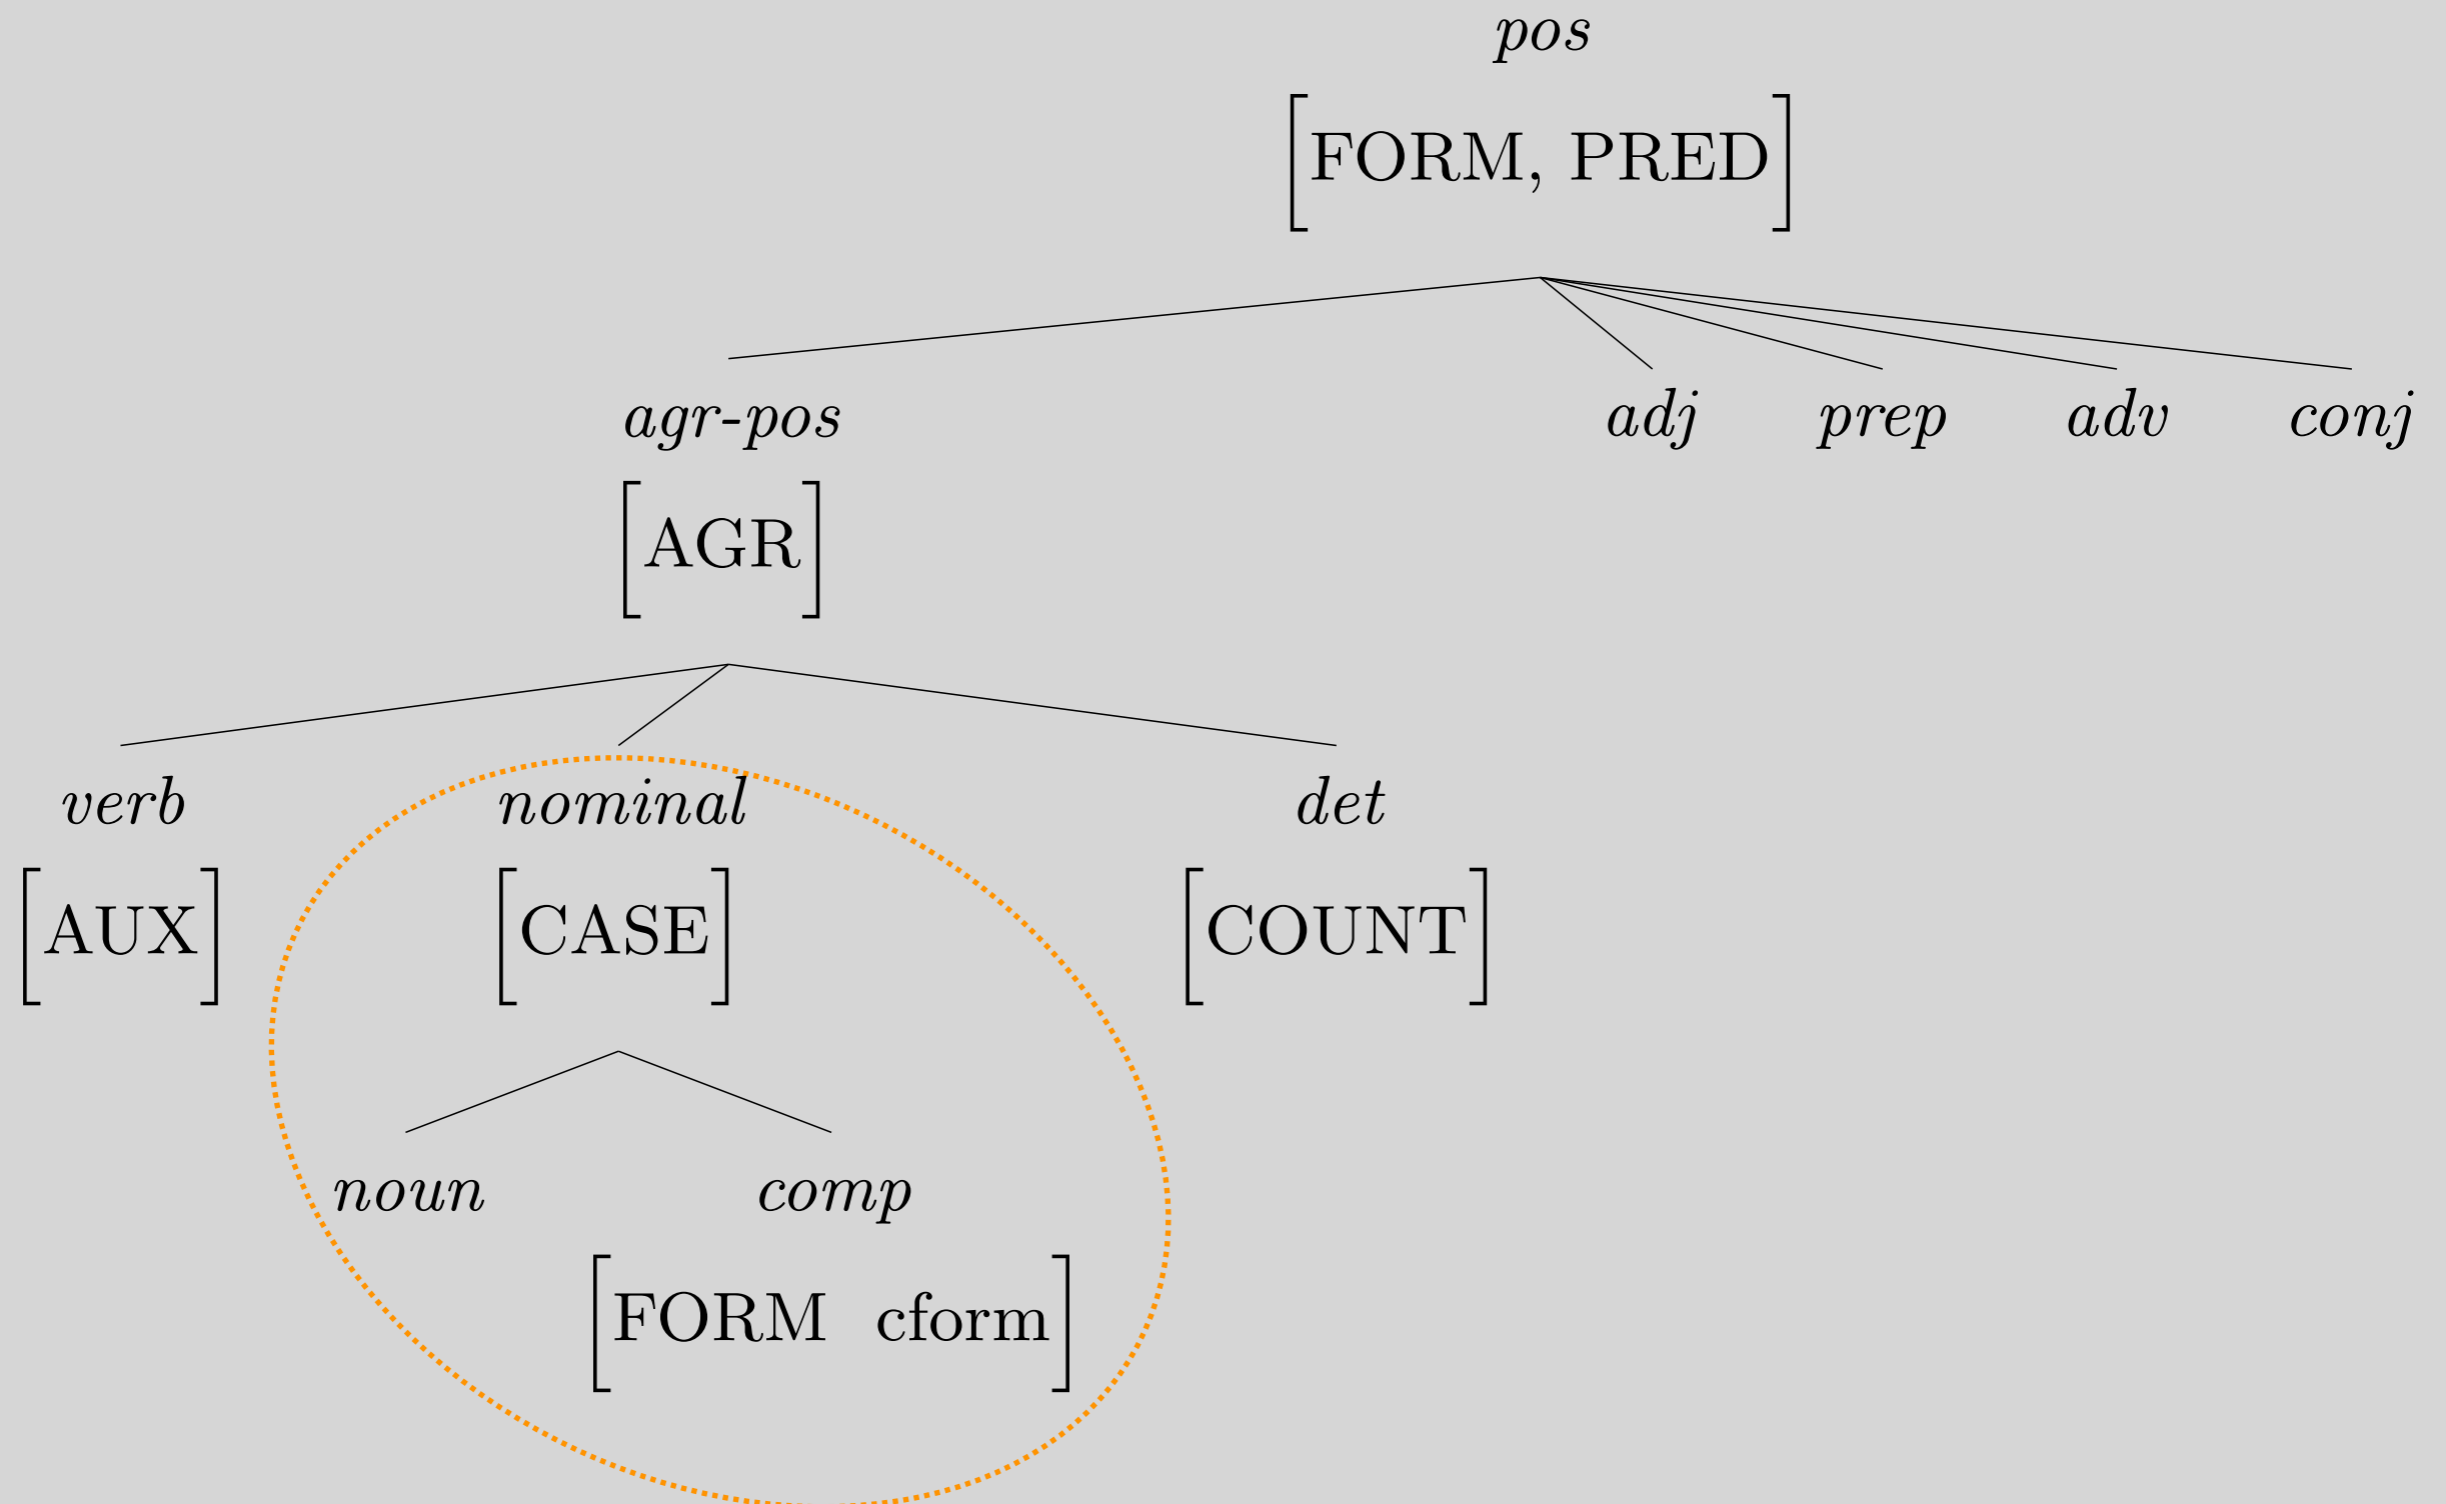 pos
[FORM, PRED]
agr-pos adj prep adv conj
[AGR]
verb nominal det
[AUX] [CASE] [COUNT]
noun comp
[FORM cform]